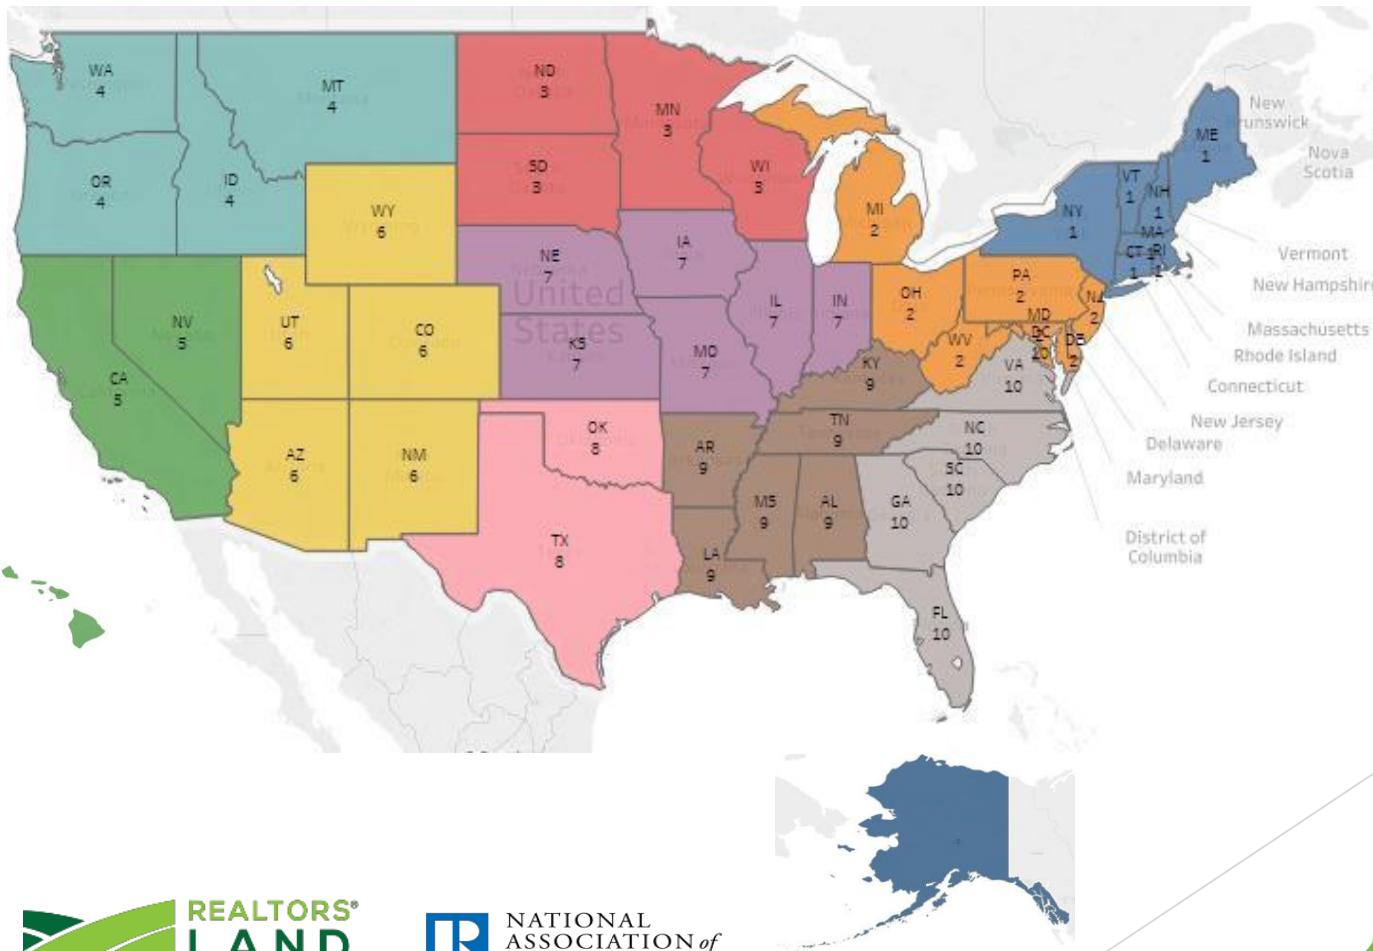 WA
4
MT
4
ND
3
MN
3
OR
4
ID
4
SD
3
WI
3
WY
6
MI
2
NY
1
VT
1
NH
1
ME
1
MA
1
CT
1
RI
1
NE
7
IA
7
NV
5
UT
6
CO
6
KS
7
IL
7
IN
7
OH
2
PA
2
NJ
2
MD
DC
10
DE
2
WV
2
VA
10
CA
5
MO
7
KY
9
AZ
6
NM
6
OK
8
AR
9
TN
9
NC
10
SC
10
TX
8
LA
9
MS
9
AL
9
GA
10
FL
10
United
States
New
Brunswick
Nova
Scotia
Vermont
New Hampshire
Massachusetts
Rhode Island
Connecticut
New Jersey
Delaware
Maryland
District of
Columbia
REALTORS®
LAND
R
NATIONAL
ASSOCIATION of